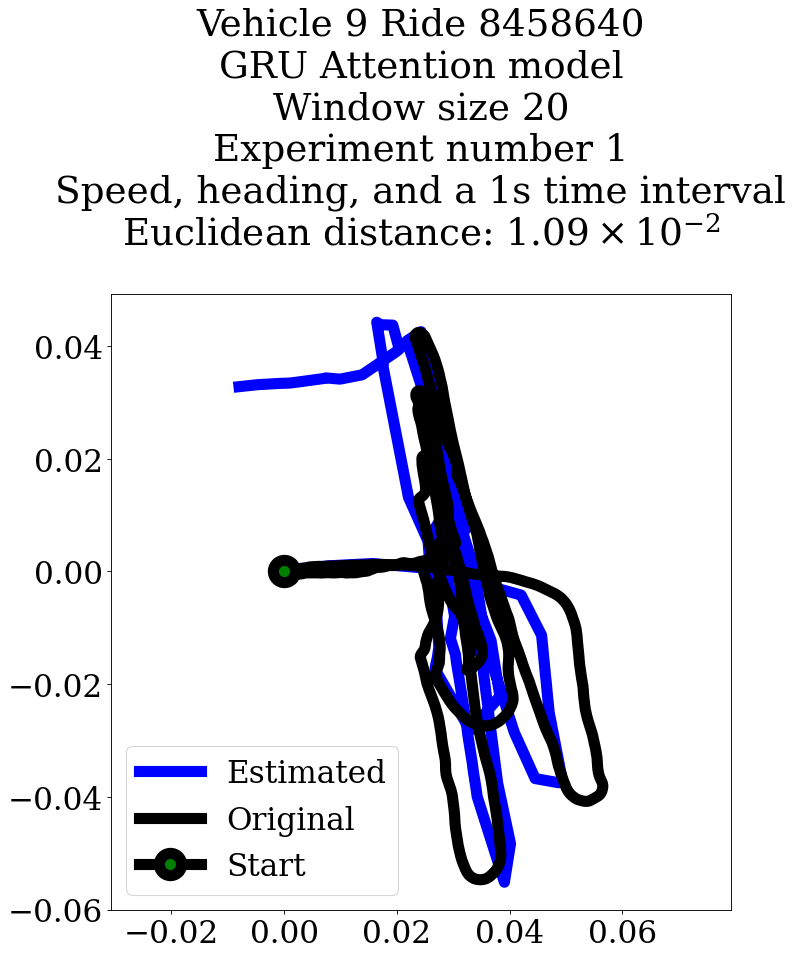 Vehicle 9 Ride 8458640
GRU Attention model
Window size 20
Experiment number 1
Speed, heading, and a 1s time interval
Euclidean distance: 1.09 × 10⁻²
0.04
0.02
0.00
−0.02
−0.04
−0.06
Estimated
Original
Start
−0.02 0.00 0.02 0.04 0.06